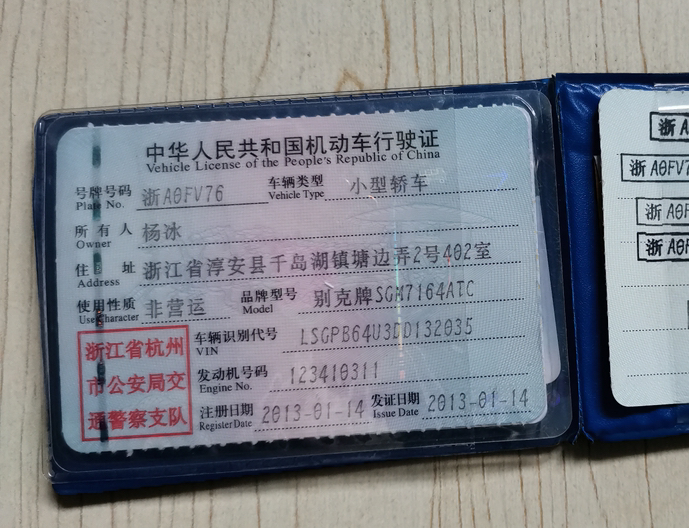 中华人民共和国机动车行驶证
Vehicle License of the People's Republic of China
号牌号码 浙A0FV76 车辆类型 小型轿车
Plate No. Vehicle Type
所有人 杨冰
Owner
住址 浙江省淳安县千岛湖镇塘边弄2号402室
Address
使用性质 非营运 品牌型号 别克牌SGM7164ATC
Use Character Model
浙江省杭州
市公安局交
通警察支队
车辆识别代号 LSGPB64U3DD132035
VIN
发动机号码 123410311
Engine No.
注册日期 2013-01-14 发证日期 2013-01-14
Register Date Issue Date
浙A
浙A0FV7
浙A0F
浙A0F